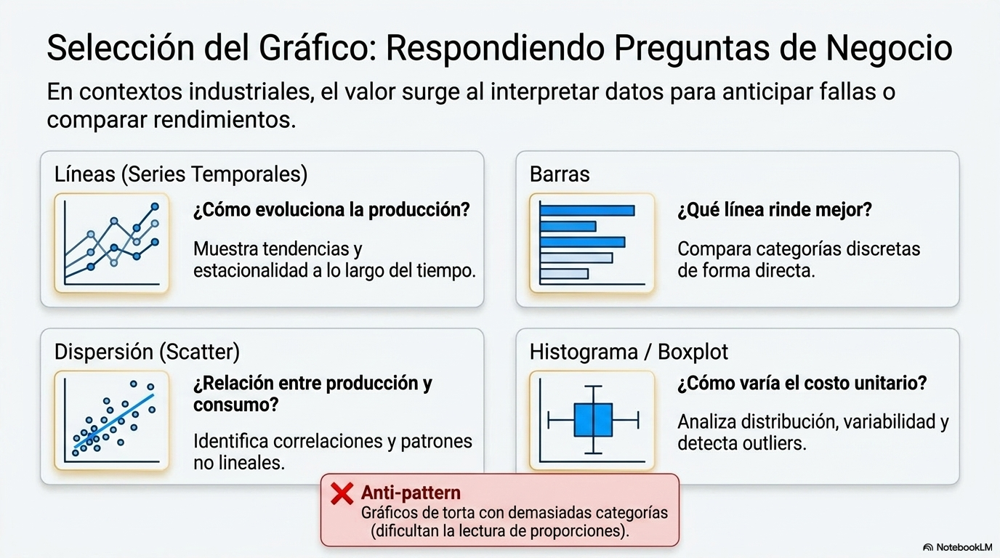 Selección del Gráfico: Respondiendo Preguntas de Negocio
En contextos industriales, el valor surge al interpretar datos para anticipar fallas o
comparar rendimientos.
Líneas (Series Temporales)
¿Cómo evoluciona la producción?
Muestra tendencias y
estacionalidad a lo largo del tiempo.
Barras
¿Qué línea rinde mejor?
Compara categorías discretas
de forma directa.
Dispersión (Scatter)
¿Relación entre producción y
consumo?
Identifica correlaciones y patrones
no lineales.
Histograma / Boxplot
¿Cómo varía el costo unitario?
Analiza distribución, variabilidad y
detecta outliers.
Anti-pattern
Gráficos de torta con demasiadas categorías
(dificultan la lectura de proporciones).
NotebookLM